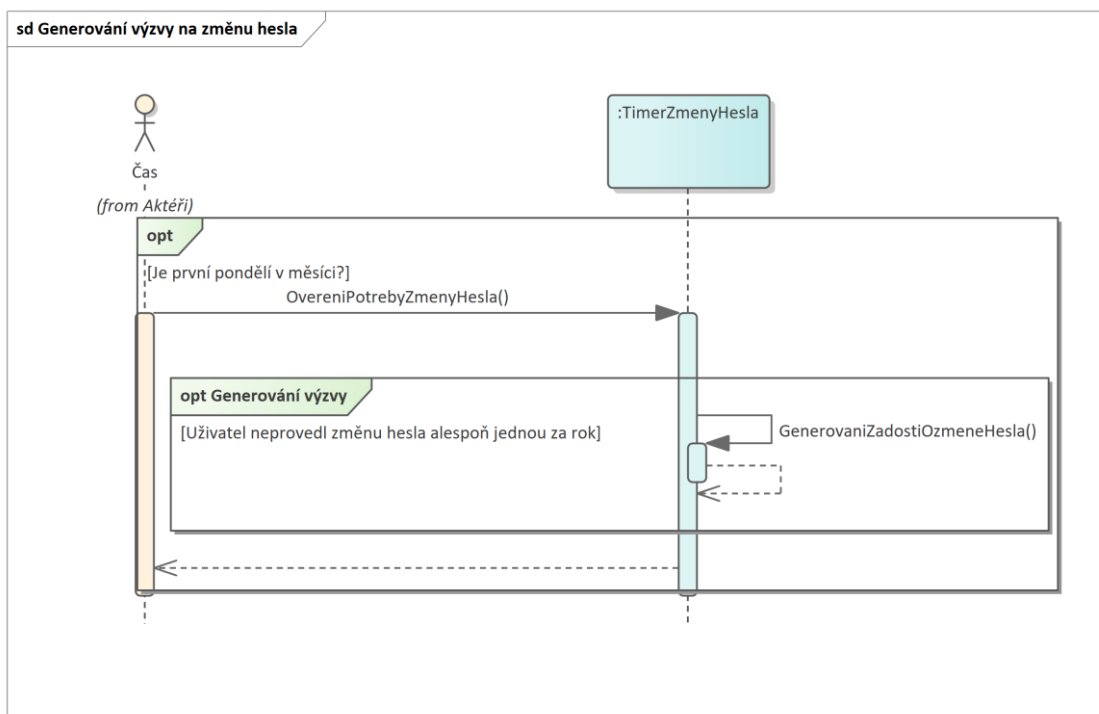 sd Generování výzvy na změnu hesla
:TimerZmenyHesla
Čas
(from Aktéři)
opt
[Je první pondělí v měsíci?]
OvereniPotrebyZmenyHesla()
opt Generování výzvy
[Uživatel neprovedl změnu hesla alespoň jednou za rok]
GenerovaniZadostiOzmeneHesla()